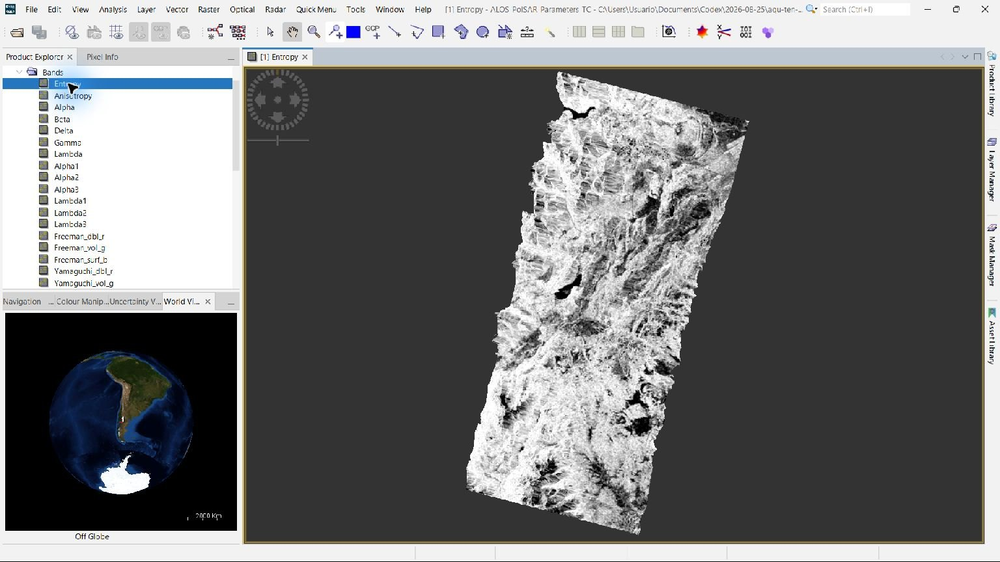 File Edit View Analysis Layer Vector Raster Optical Radar Quick Menu Tools Window Help [1] Entropy - ALOS PolSAR Parameters TC - C:\Users\Usuario\Documents\Codex\2026-08-25\aqu-ten-... Search (Ctrl+I)
GCP
Product Explorer Pixel Info
[1] Entropy
Bands
Entropy
Anisotropy
Alpha
Beta
Delta
Gamma
Lambda
Alpha1
Alpha2
Alpha3
Lambda1
Lambda2
Lambda3
Freeman_dbl_r
Freeman_vol_g
Freeman_surf_b
Yamaguchi_dbl_r
Yamaguchi_vol_g
Navigation ... Colour Manip... Uncertainty V... World Vi...
2000 Km
Off Globe
Product Library
Layer Manager
Mask Manager
Asset Library